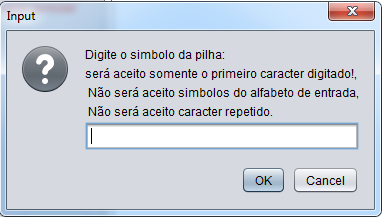 Input
Digite o simbolo da pilha:
será aceito somente o primeiro caracter digitado!,
Não será aceito simbolos do alfabeto de entrada,
Não será aceito caracter repetido.
OK Cancel